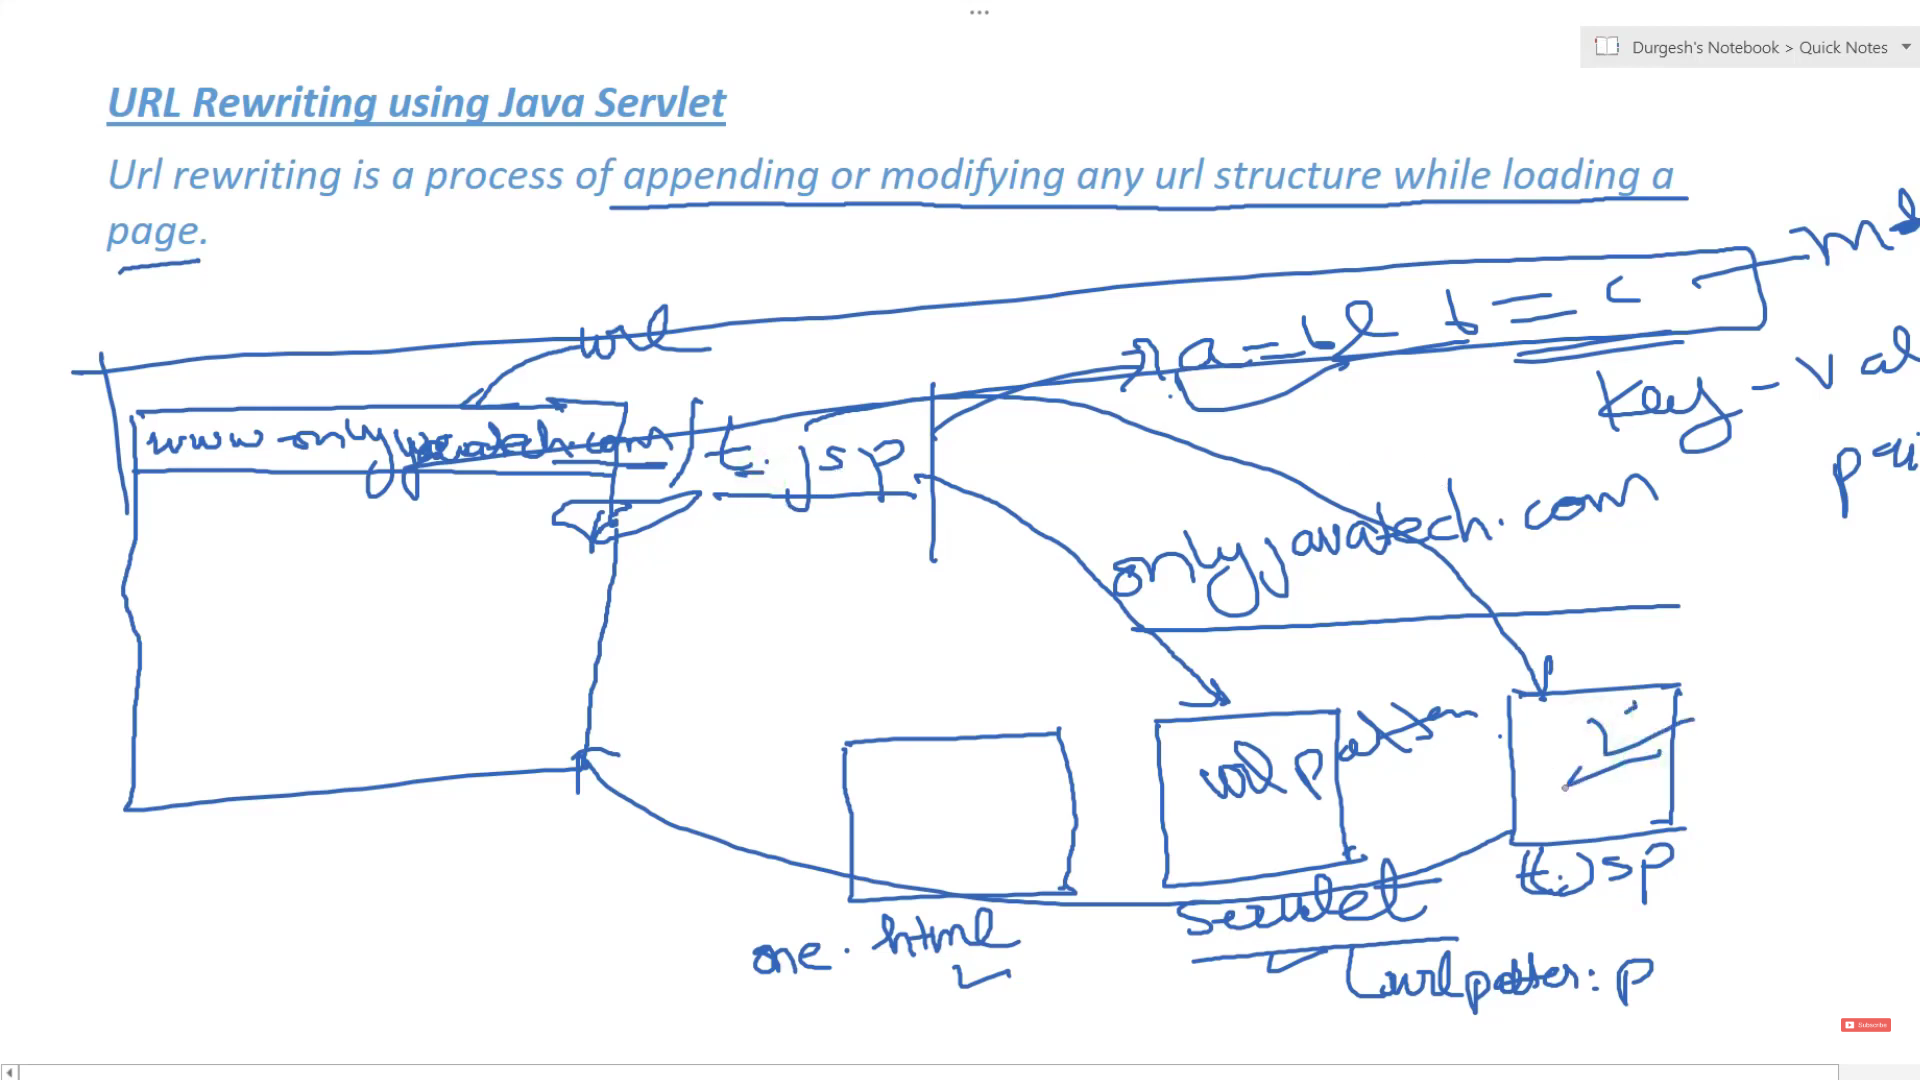 ...
Durgesh's Notebook > Quick Notes
URL Rewriting using Java Servlet
Url rewriting is a process of appending or modifying any url structure while loading a
page.
url
? a = b & b = c
key - val
pai
www.onlyjavatech.com / t.jsp
onlyjavatech.com
url pattern
one.html
servlet
t.jsp
url patter: p
Subscribe